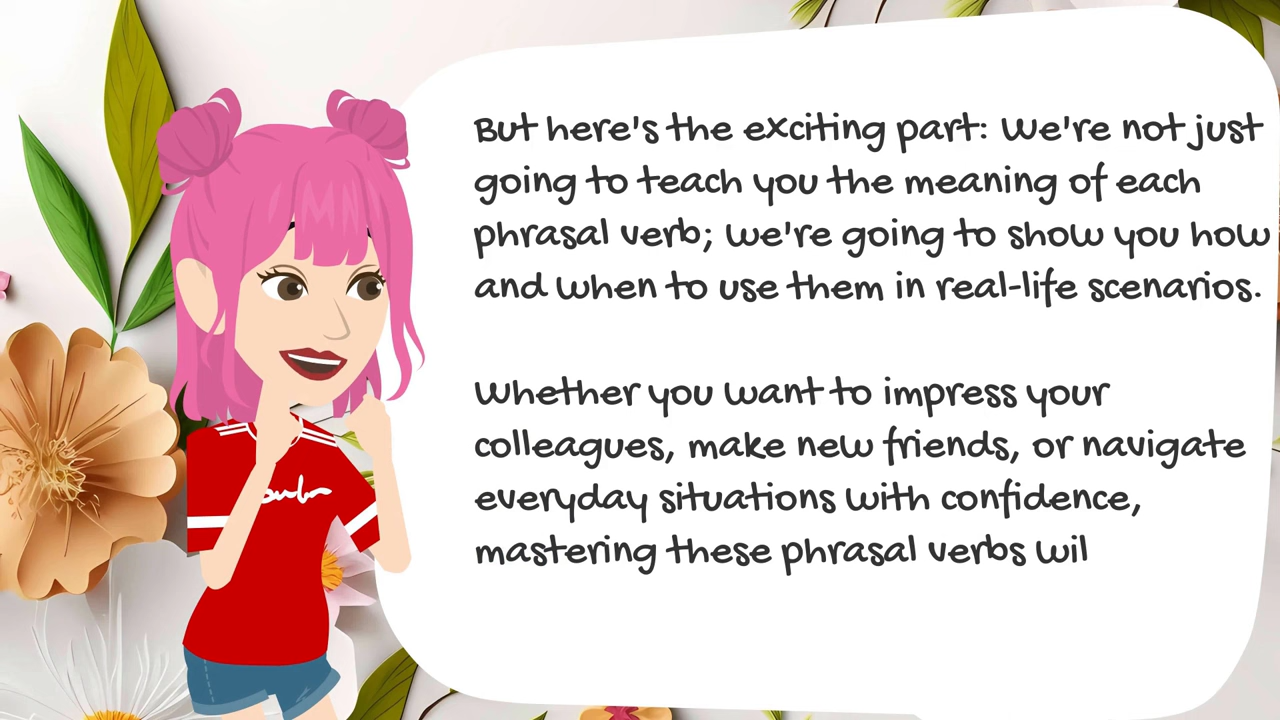 But here's the exciting part: We're not just
going to teach you the meaning of each
phrasal verb; we're going to show you how
and when to use them in real-life scenarios.
Whether you want to impress your
colleagues, make new friends, or navigate
everyday situations with confidence,
mastering these phrasal verbs wil